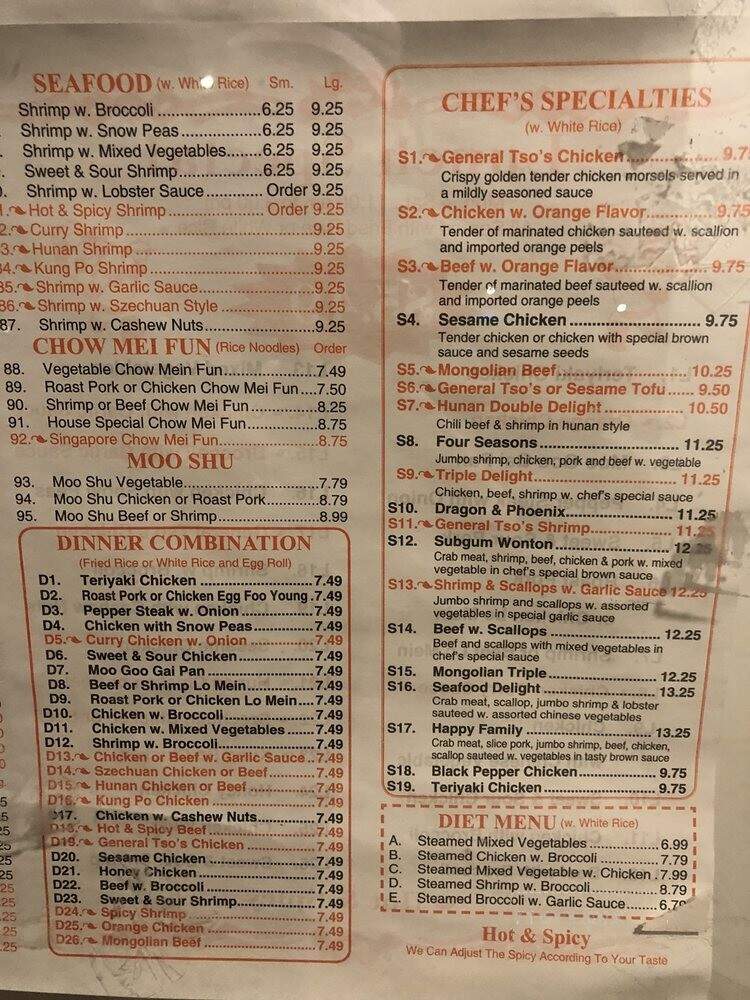 SEAFOOD (w. White Rice) Sm. Lg.
Shrimp w. Broccoli 6.25 9.25
Shrimp w. Snow Peas 6.25 9.25
Shrimp w. Mixed Vegetables 6.25 9.25
Sweet & Sour Shrimp 6.25 9.25
Shrimp w. Lobster Sauce Order 9.25
Hot & Spicy Shrimp Order 9.25
Curry Shrimp 9.25
Hunan Shrimp 9.25
84. Kung Po Shrimp 9.25
85. Shrimp w. Garlic Sauce 9.25
86. Shrimp w. Szechuan Style 9.25
87. Shrimp w. Cashew Nuts 9.25
CHOW MEI FUN (Rice Noodles) Order
88. Vegetable Chow Mein Fun 7.49
89. Roast Pork or Chicken Chow Mei Fun 7.50
90. Shrimp or Beef Chow Mei Fun 8.25
91. House Special Chow Mei Fun 8.75
92. Singapore Chow Mei Fun 8.75
MOO SHU
93. Moo Shu Vegetable 7.79
94. Moo Shu Chicken or Roast Pork 8.79
95. Moo Shu Beef or Shrimp 8.99
DINNER COMBINATION
(Fried Rice or White Rice and Egg Roll)
D1. Teriyaki Chicken 7.49
D2. Roast Pork or Chicken Egg Foo Young 7.49
D3. Pepper Steak w. Onion 7.49
D4. Chicken with Snow Peas 7.49
D5. Curry Chicken w. Onion 7.49
D6. Sweet & Sour Chicken 7.49
D7. Moo Goo Gai Pan 7.49
D8. Beef or Shrimp Lo Mein 7.49
D9. Roast Pork or Chicken Lo Mein 7.49
D10. Chicken w. Broccoli 7.49
D11. Chicken w. Mixed Vegetables 7.49
D12. Shrimp w. Broccoli 7.49
D13. Chicken or Beef w. Garlic Sauce 7.49
D14. Szechuan Chicken or Beef 7.49
D15. Hunan Chicken or Beef 7.49
D16. Kung Po Chicken 7.49
D17. Chicken w. Cashew Nuts 7.49
D18. Hot & Spicy Beef 7.49
D19. General Tso's Chicken 7.49
D20. Sesame Chicken 7.49
D21. Honey Chicken 7.49
D22. Beef w. Broccoli 7.49
D23. Sweet & Sour Shrimp 7.49
D24. Spicy Shrimp 7.49
D25. Orange Chicken 7.49
D26. Mongolian Beef 7.49
CHEF'S SPECIALTIES
(w. White Rice)
S1. General Tso's Chicken 9.7
Crispy golden tender chicken morsels served in
a mildly seasoned sauce
S2. Chicken w. Orange Flavor 9.75
Tender of marinated chicken sauteed w. scallion
and imported orange peels
S3. Beef w. Orange Flavor 9.75
Tender of marinated beef sauteed w. scallion
and imported orange peels
S4. Sesame Chicken 9.75
Tender chicken or chicken with special brown
sauce and sesame seeds
S5. Mongolian Beef 10.25
S6. General Tso's or Sesame Tofu 9.50
S7. Hunan Double Delight 10.50
Chili beef & shrimp in hunan style
S8. Four Seasons 11.25
Jumbo shrimp, chicken, pork and beef w. vegetable
S9. Triple Delight 11.25
Chicken, beef, shrimp w. chef's special sauce
S10. Dragon & Phoenix 11.25
S11. General Tso's Shrimp 11.25
S12. Subgum Wonton 12.25
Crab meat, shrimp, beef, chicken & pork w. mixed
vegetable in chef's special brown sauce
S13. Shrimp & Scallops w. Garlic Sauce 12.25
Jumbo shrimp and scallops w. assorted
vegetables in special garlic sauce
S14. Beef w. Scallops 12.25
Beef and scallops with mixed vegetables in
chef's special sauce
S15. Mongolian Triple 12.25
S16. Seafood Delight 13.25
Crab meat, scallop, jumbo shrimp & lobster
sauteed w. assorted chinese vegetables
S17. Happy Family 13.25
Crab meat, slice pork, jumbo shrimp, beef, chicken,
scallop sauteed w. vegetables in tasty brown sauce
S18. Black Pepper Chicken 9.75
S19. Teriyaki Chicken 9.75
DIET MENU (w. White Rice)
A. Steamed Mixed Vegetables 6.99
B. Steamed Chicken w. Broccoli 7.79
C. Steamed Mixed Vegetable w. Chicken 7.99
D. Steamed Shrimp w. Broccoli 8.79
E. Steamed Broccoli w. Garlic Sauce 6.79
Hot & Spicy
We Can Adjust The Spicy According To Your Taste